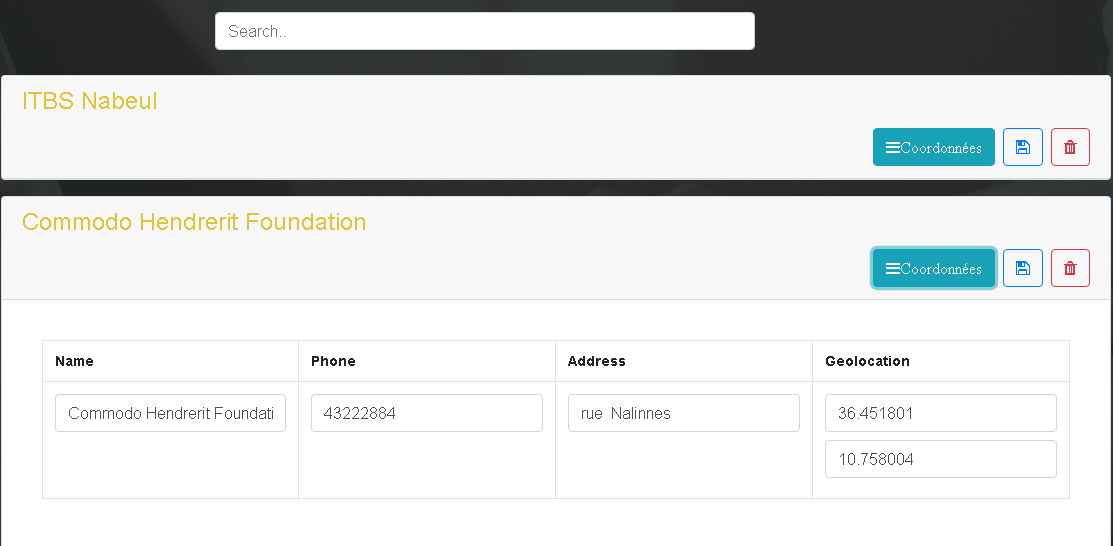 Search..
ITBS Nabeul
Coordonnées
Commodo Hendrerit Foundation
Coordonnées
Name Phone Address Geolocation
Commodo Hendrerit Foundati 43222884 rue Nalinnes 36.451801
10.758004